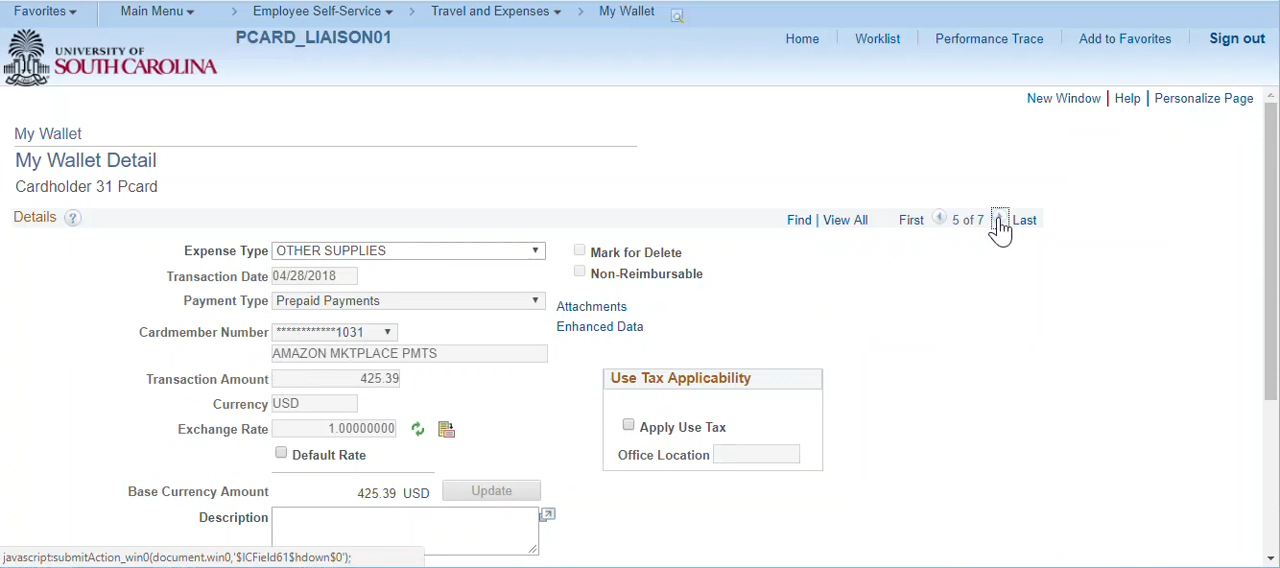 Favorites Main Menu > Employee Self-Service > Travel and Expenses > My Wallet
PCARD_LIAISON01
UNIVERSITY OF
SOUTH CAROLINA
Home Worklist Performance Trace Add to Favorites Sign out
New Window | Help | Personalize Page
My Wallet
My Wallet Detail
Cardholder 31 Pcard
Details ? Find | View All First 5 of 7 Last
Expense Type OTHER SUPPLIES Mark for Delete
Transaction Date 04/28/2018 Non-Reimbursable
Payment Type Prepaid Payments Attachments
Enhanced Data
Cardmember Number ************1031
AMAZON MKTPLACE PMTS
Transaction Amount 425.39 Use Tax Applicability
Currency USD
Exchange Rate 1.00000000 Apply Use Tax
Default Rate Office Location
Base Currency Amount 425.39 USD Update
Description
javascript:submitAction_win0(document.win0,'$ICField61$hdown$0');